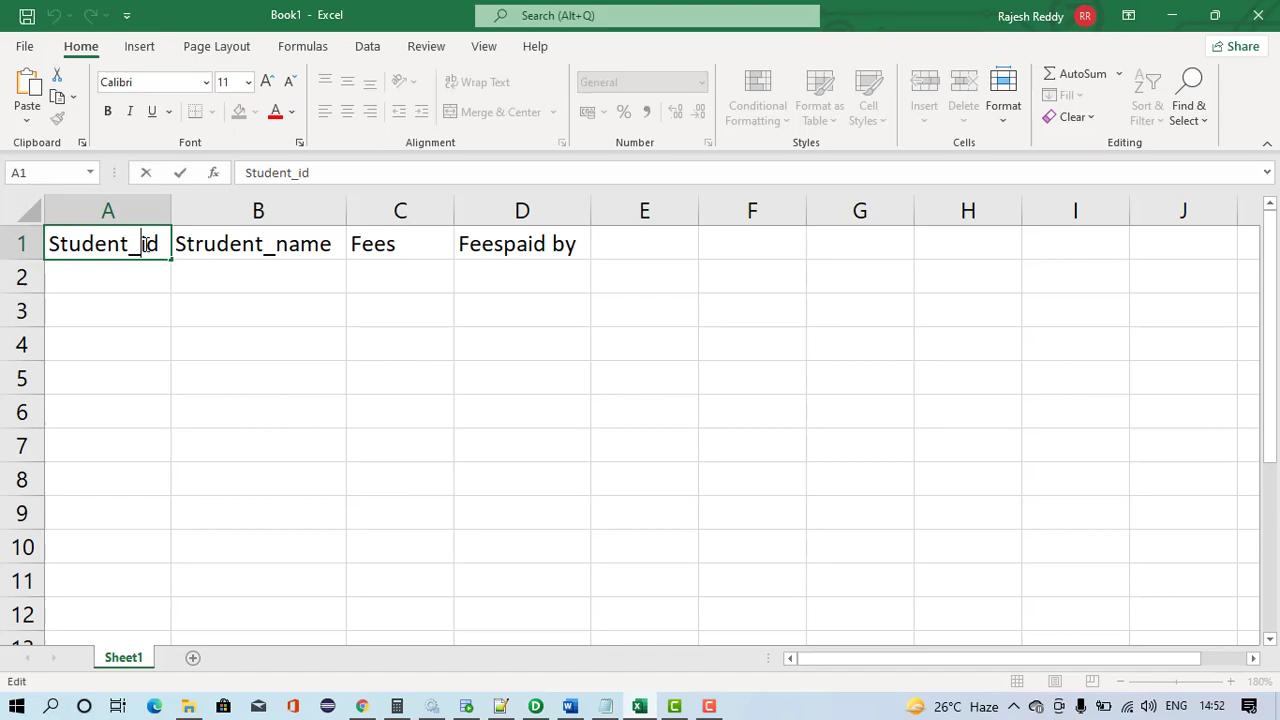 Book1 - Excel
Search (Alt+Q)
Rajesh Reddy
RR
File
Home
Insert
Page Layout
Formulas
Data
Review
View
Help
Share
Paste
Calibri
11
A
A
B
I
U
A
ab
Wrap Text
Merge & Center
General
%
Conditional
Formatting
Format as
Table
Cell
Styles
Insert
Delete
Format
AutoSum
Fill
Clear
Sort &
Filter
Find &
Select
Clipboard
Font
Alignment
Number
Styles
Cells
Editing
A1
fx
Student_id
A B C D E F G H I J
1 Student_id Strudent_name Fees Feespaid by
2
3
4
5
6
7
8
9
10
11
12
13
Sheet1
Edit
180%
26°C Haze
ENG
14:52